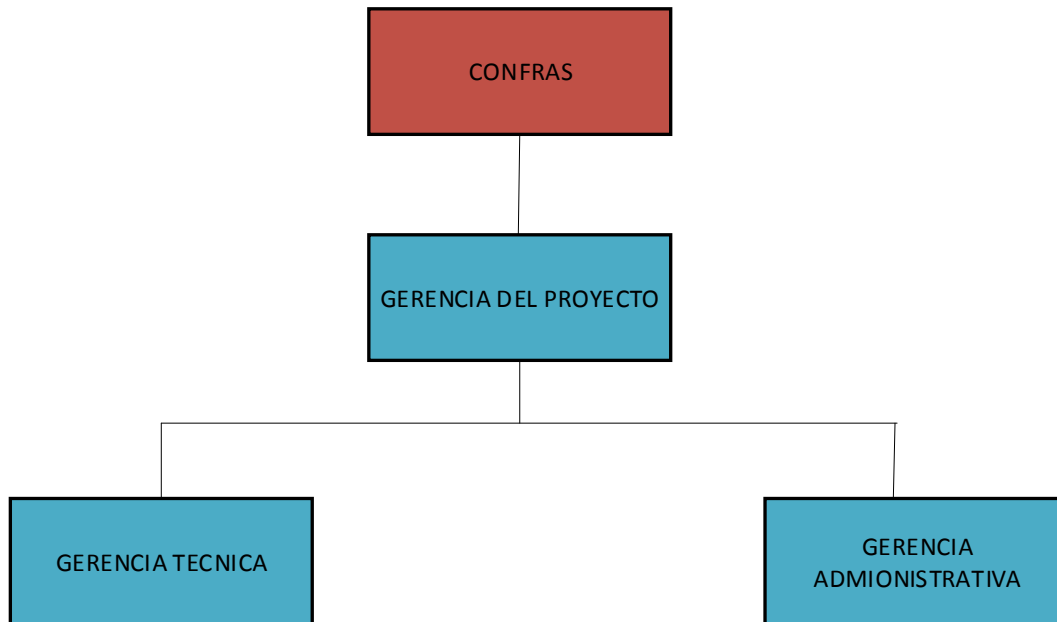 CONFRAS
GERENCIA DEL PROYECTO
GERENCIA TECNICA
GERENCIA
ADMIONISTRATIVA